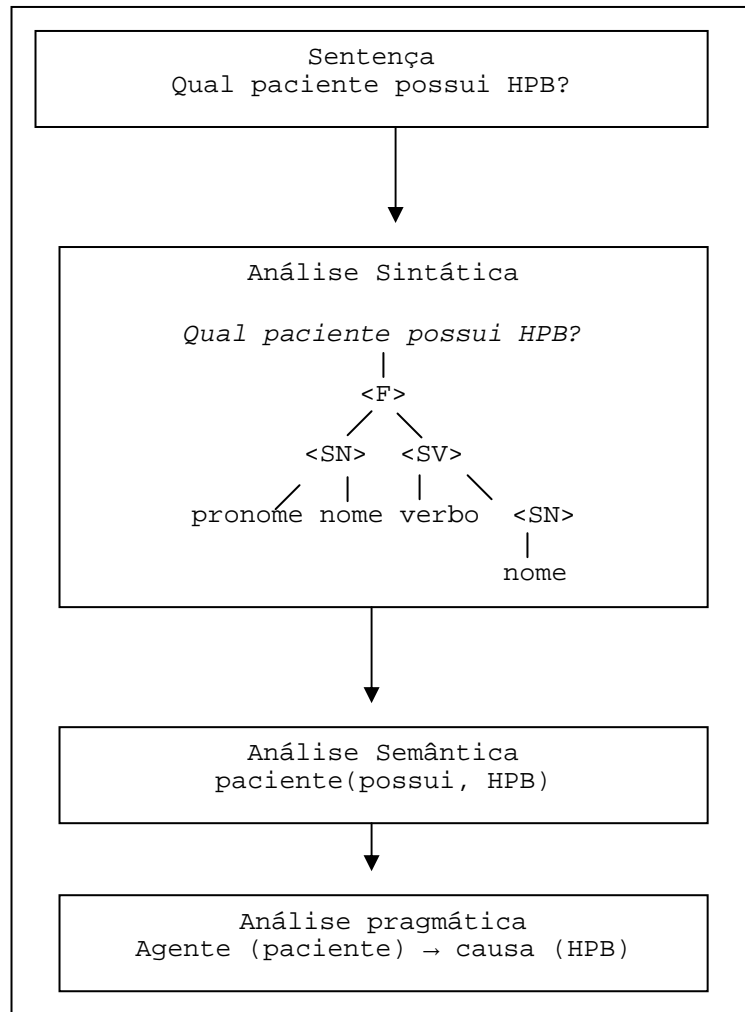 Sentença
Qual paciente possui HPB?
Análise Sintática
Qual paciente possui HPB?
<F>
<SN> <SV>
pronome nome verbo <SN>
nome
Análise Semântica
paciente(possui, HPB)
Análise pragmática
Agente (paciente) → causa (HPB)